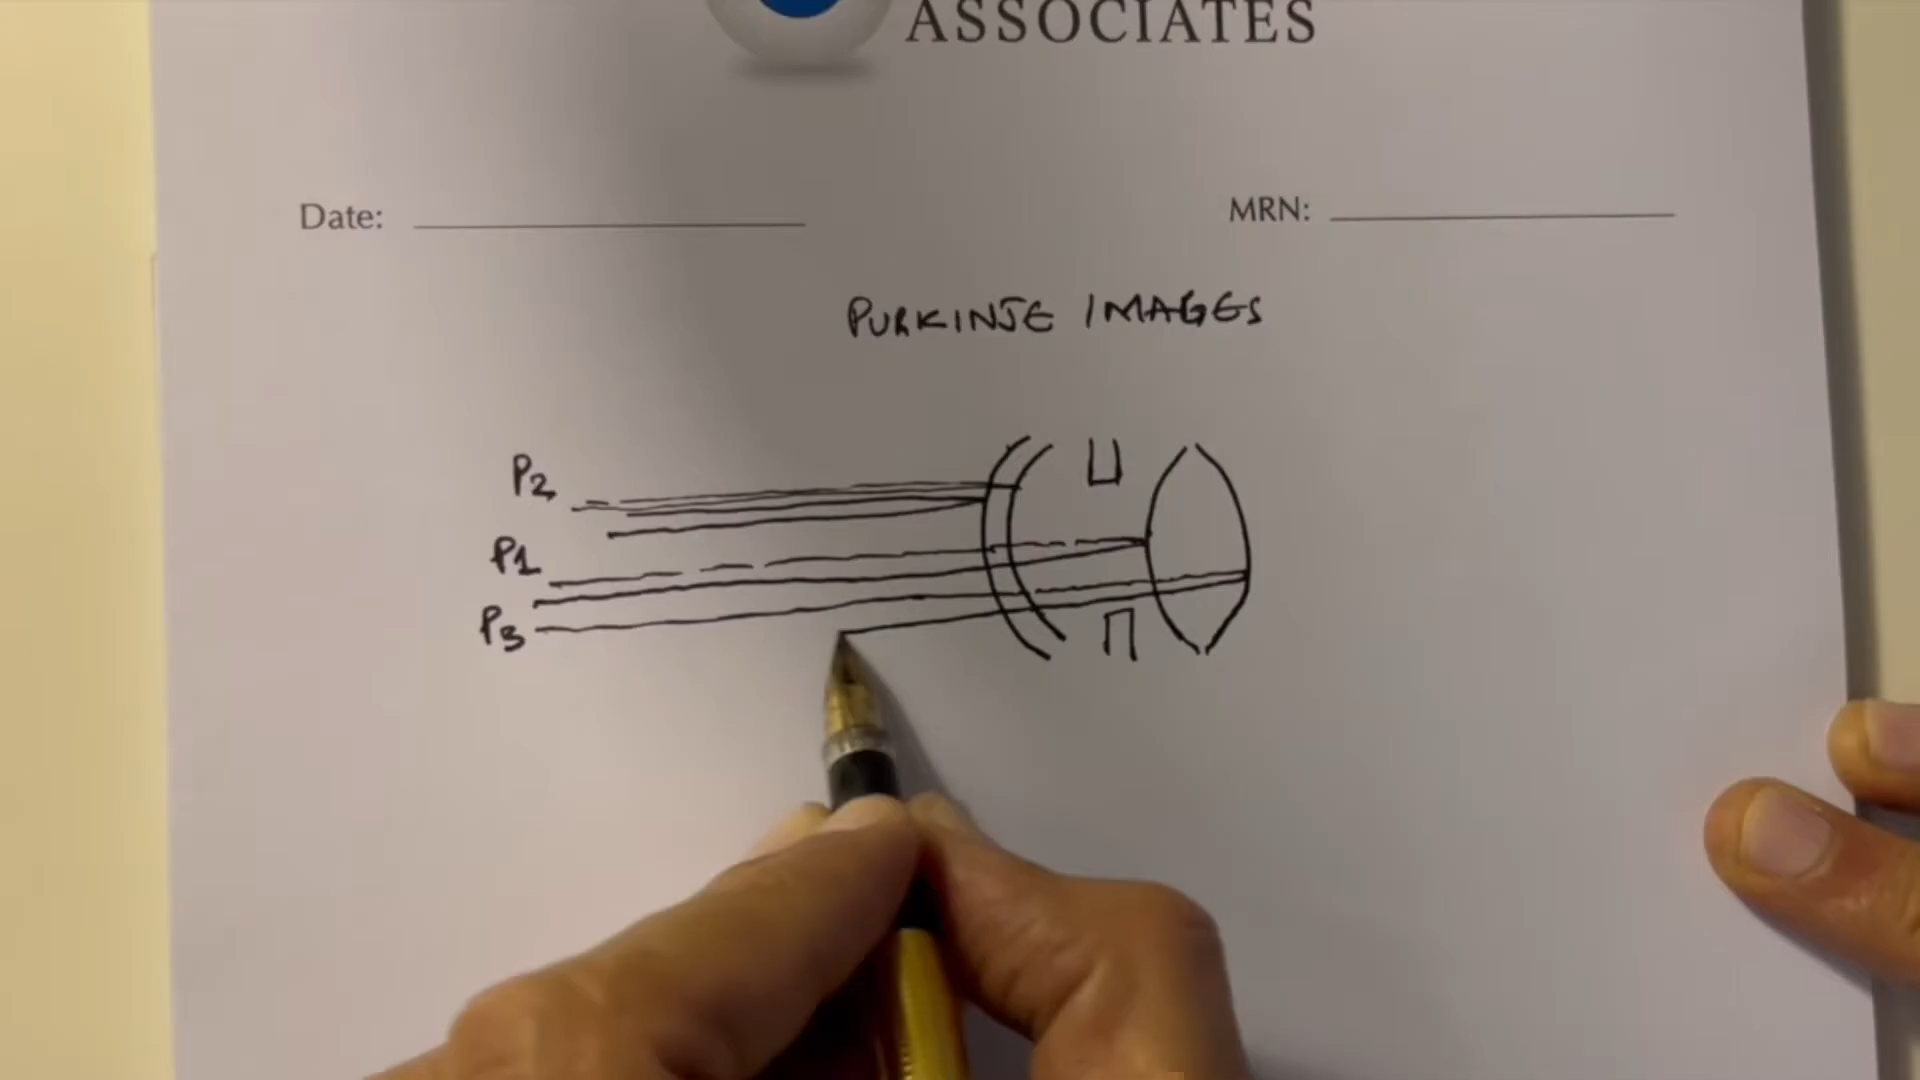 ASSOCIATES
Date: MRN:
PURKINJE IMAGES
P2
P1
P3